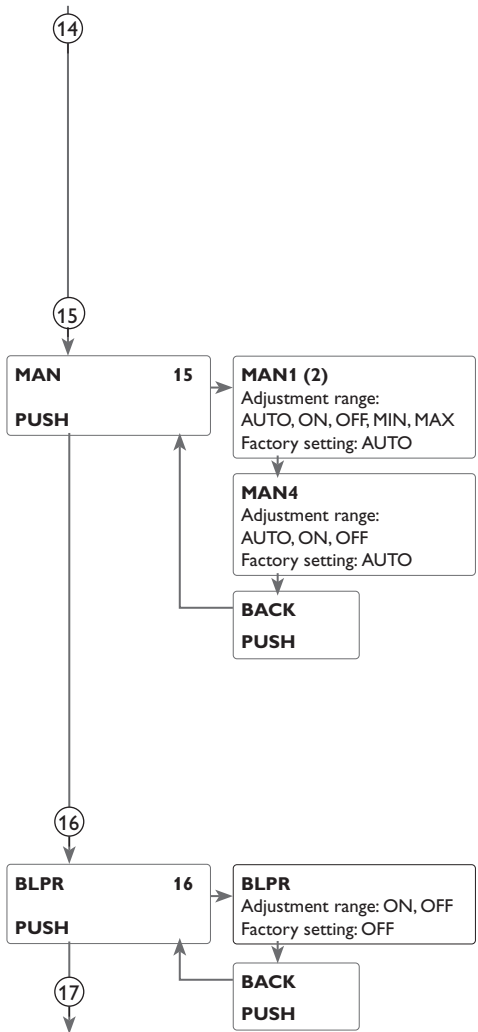 14
15
MAN 15
PUSH
MAN1 (2)
Adjustment range:
AUTO, ON, OFF, MIN, MAX
Factory setting: AUTO
MAN4
Adjustment range:
AUTO, ON, OFF
Factory setting: AUTO
BACK
PUSH
16
BLPR 16
PUSH
BLPR
Adjustment range: ON, OFF
Factory setting: OFF
BACK
PUSH
17